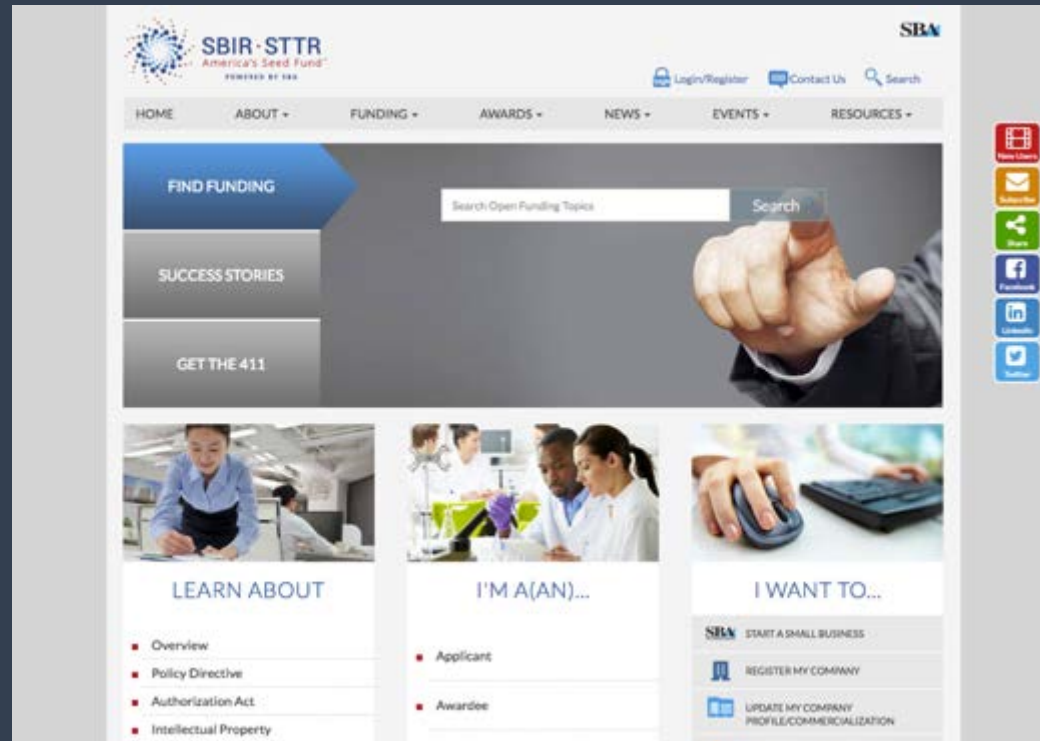 SBIR·STTR
America's Seed Fund™
POWERED BY SBA
SBA
Login/Register Contact Us Search
HOME ABOUT FUNDING AWARDS NEWS EVENTS RESOURCES
FIND FUNDING
Search Open Funding Topics Search
SUCCESS STORIES
GET THE 411
New Users
Subscribe
Share
Facebook
LinkedIn
Twitter
LEARN ABOUT
Overview
Policy Directive
Authorization Act
Intellectual Property
I'M A(AN)...
Applicant
Awardee
I WANT TO...
SBA START A SMALL BUSINESS
REGISTER MY COMPANY
UPDATE MY COMPANY
PROFILE/COMMERCIALIZATION